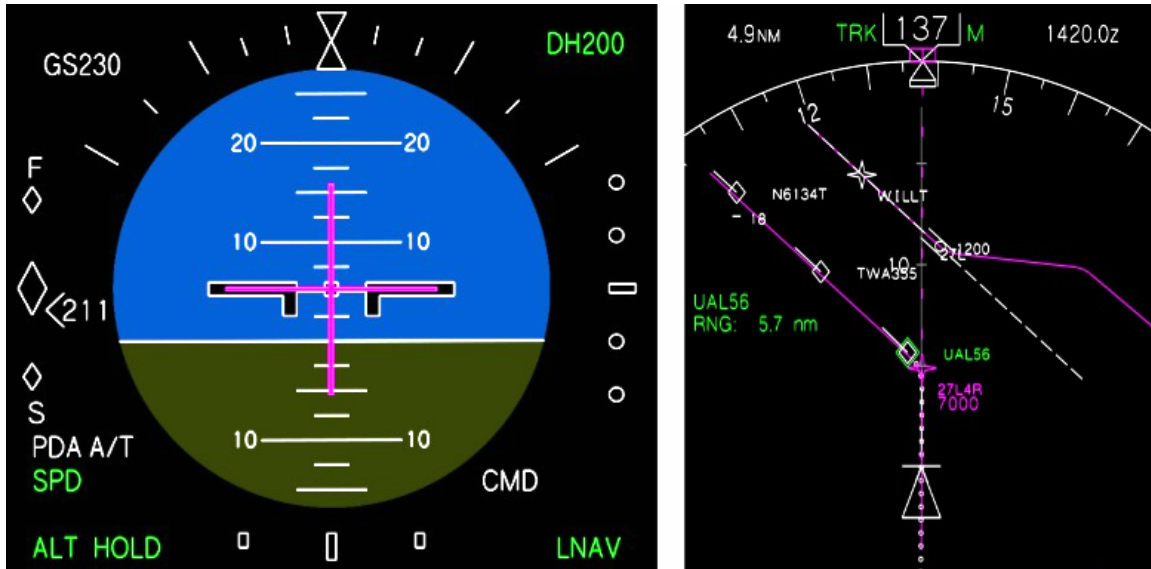 GS230
DH200
F
20 20
10 10
211
S
10 10
PDA A/T
SPD
CMD
ALT HOLD
LNAV
4.9NM
TRK 137 M
1420.0Z
12
15
N6134T
WILLT
- 18
27L
1200
10
TWA355
UAL56
RNG: 5.7 nm
UAL56
27L4R
7000